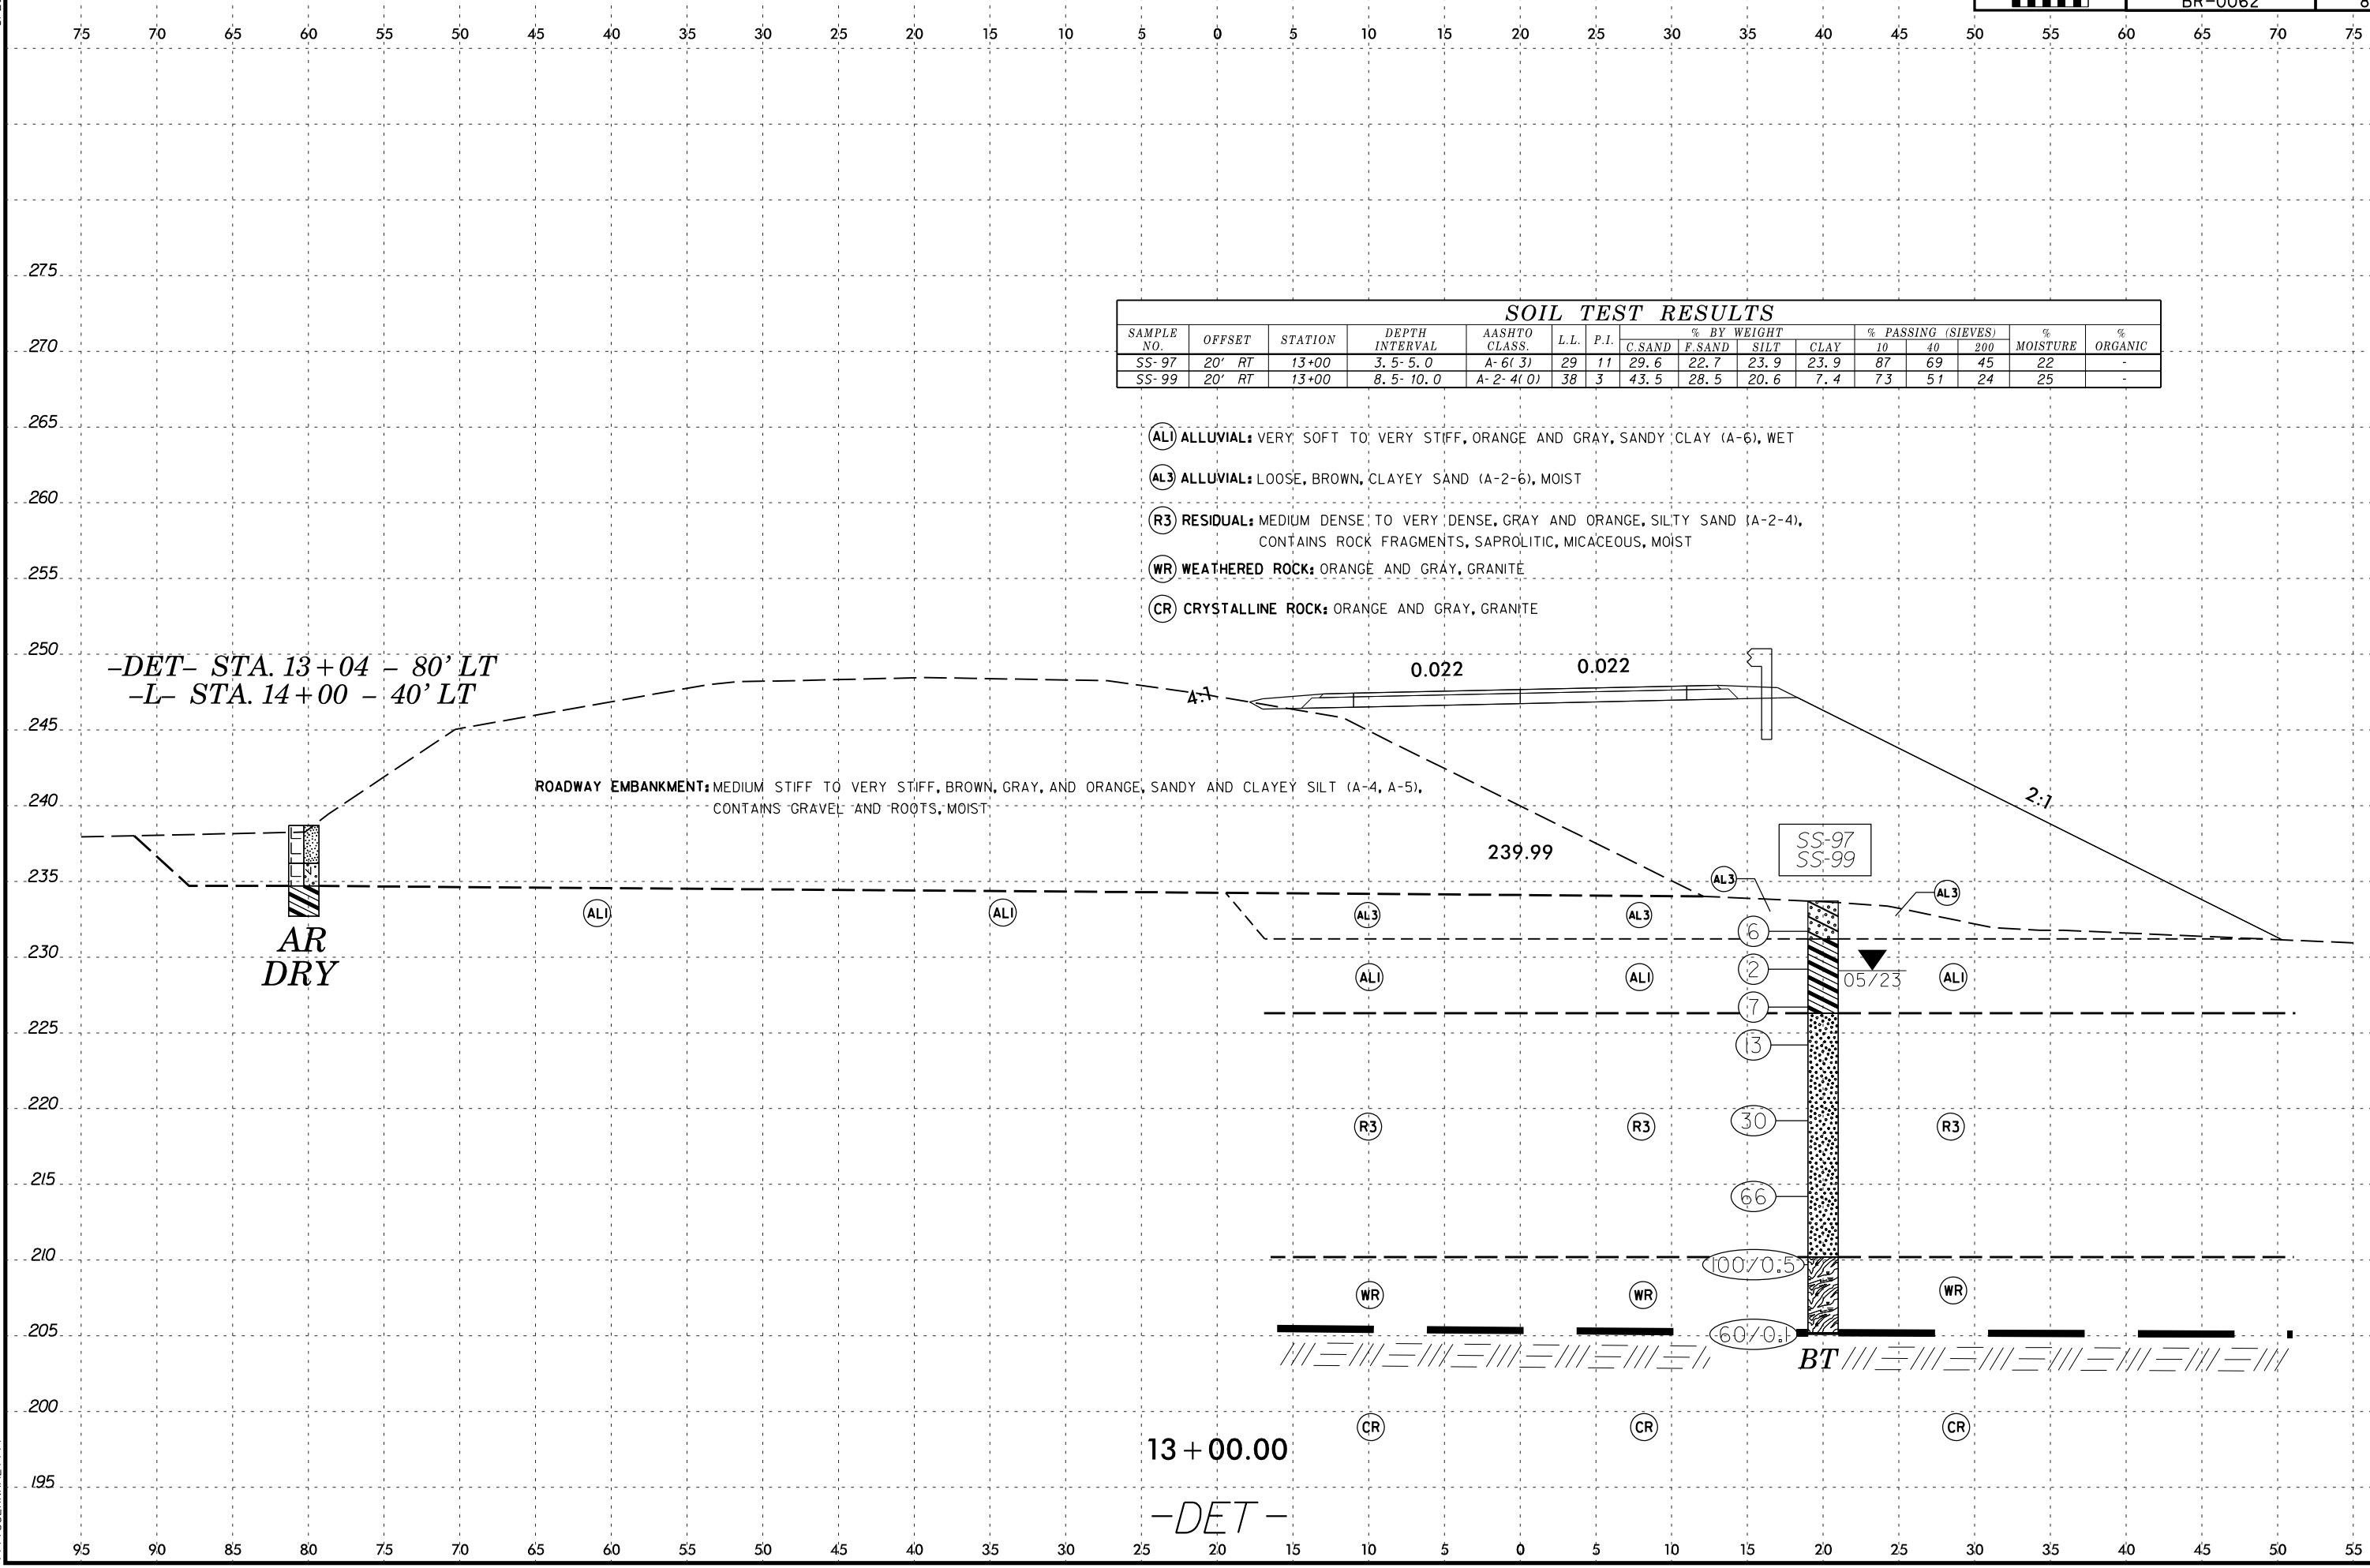 BR-0062 8
75 70 65 60 55 50 45 40 35 30 25 20 15 10 5 0 5 10 15 20 25 30 35 40 45 50 55 60 65 70 75
275
SOIL TEST RESULTS
SAMPLE NO. OFFSET STATION DEPTH INTERVAL AASHTO CLASS. L.L. P.I. % BY WEIGHT % PASSING (SIEVES) % MOISTURE % ORGANIC
C.SAND F.SAND SILT CLAY 10 40 200
SS-97 20' RT 13+00 3.5-5.0 A-6(3) 29 11 29.6 22.7 23.9 23.9 87 69 45 22 -
SS-99 20' RT 13+00 8.5-10.0 A-2-4(0) 38 3 43.5 28.5 20.6 7.4 73 51 24 25 -
270
265
AL1 ALLUVIAL: VERY SOFT TO VERY STIFF, ORANGE AND GRAY, SANDY CLAY (A-6), WET
AL3 ALLUVIAL: LOOSE, BROWN, CLAYEY SAND (A-2-6), MOIST
260
R3 RESIDUAL: MEDIUM DENSE TO VERY DENSE, GRAY AND ORANGE, SILTY SAND (A-2-4),
CONTAINS ROCK FRAGMENTS, SAPROLITIC, MICACEOUS, MOIST
255
WR WEATHERED ROCK: ORANGE AND GRAY, GRANITE
CR CRYSTALLINE ROCK: ORANGE AND GRAY, GRANITE
250
-DET- STA. 13+04 - 80' LT
-L- STA. 14+00 - 40' LT
0.022 0.022
4:1
245
ROADWAY EMBANKMENT: MEDIUM STIFF TO VERY STIFF, BROWN, GRAY, AND ORANGE, SANDY AND CLAYEY SILT (A-4, A-5),
CONTAINS GRAVEL AND ROOTS, MOIST
2:1
240
239.99
SS-97
SS-99
235
AL3 AL3
AL1 AL1 AL3 AL3
6
AR
DRY
230
2
AL1 AL1 AL1
05/23
7
225
13
220
30
R3 R3 R3
215
66
210
100/0.5
WR WR WR
205
60/0.1
BT
200
CR CR CR
13+00.00
195
-DET-
95 90 85 80 75 70 65 60 55 50 45 40 35 30 25 20 15 10 5 0 5 10 15 20 25 30 35 40 45 50 55